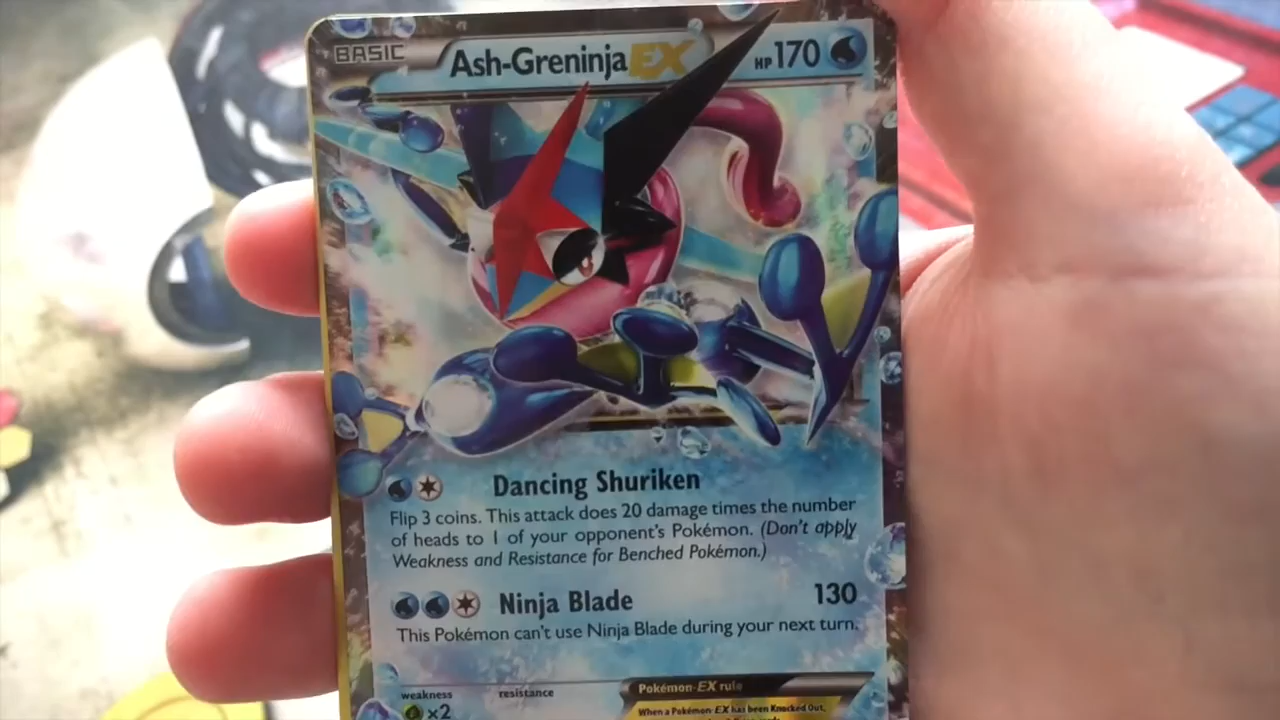 BASIC Ash-Greninja EX HP 170
Dancing Shuriken
Flip 3 coins. This attack does 20 damage times the number
of heads to 1 of your opponent's Pokémon. (Don't apply
Weakness and Resistance for Benched Pokémon.)
Ninja Blade 130
This Pokémon can't use Ninja Blade during your next turn.
weakness resistance Pokémon-EX rule
×2 When a Pokémon-EX has been Knocked Out,